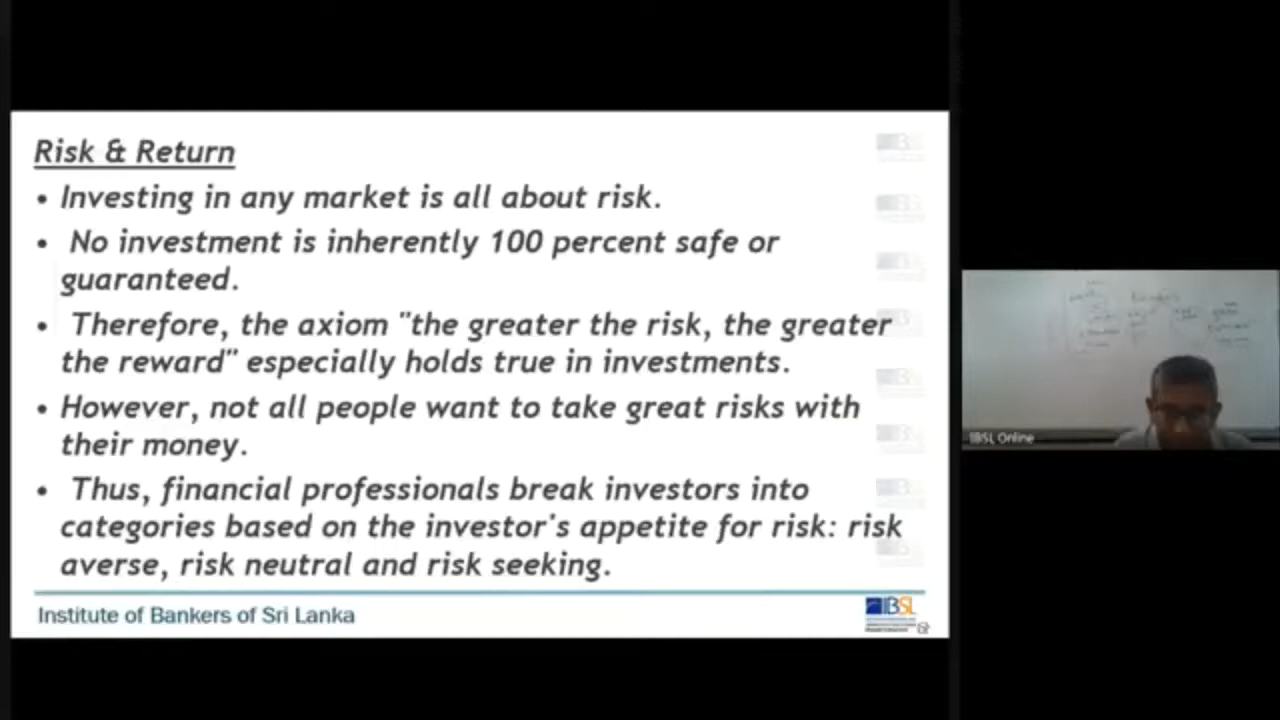 Risk & Return
• Investing in any market is all about risk.
• No investment is inherently 100 percent safe or
guaranteed.
• Therefore, the axiom "the greater the risk, the greater
the reward" especially holds true in investments.
• However, not all people want to take great risks with
their money.
• Thus, financial professionals break investors into
categories based on the investor's appetite for risk: risk
averse, risk neutral and risk seeking.
Institute of Bankers of Sri Lanka
IBSL
IBSL Online